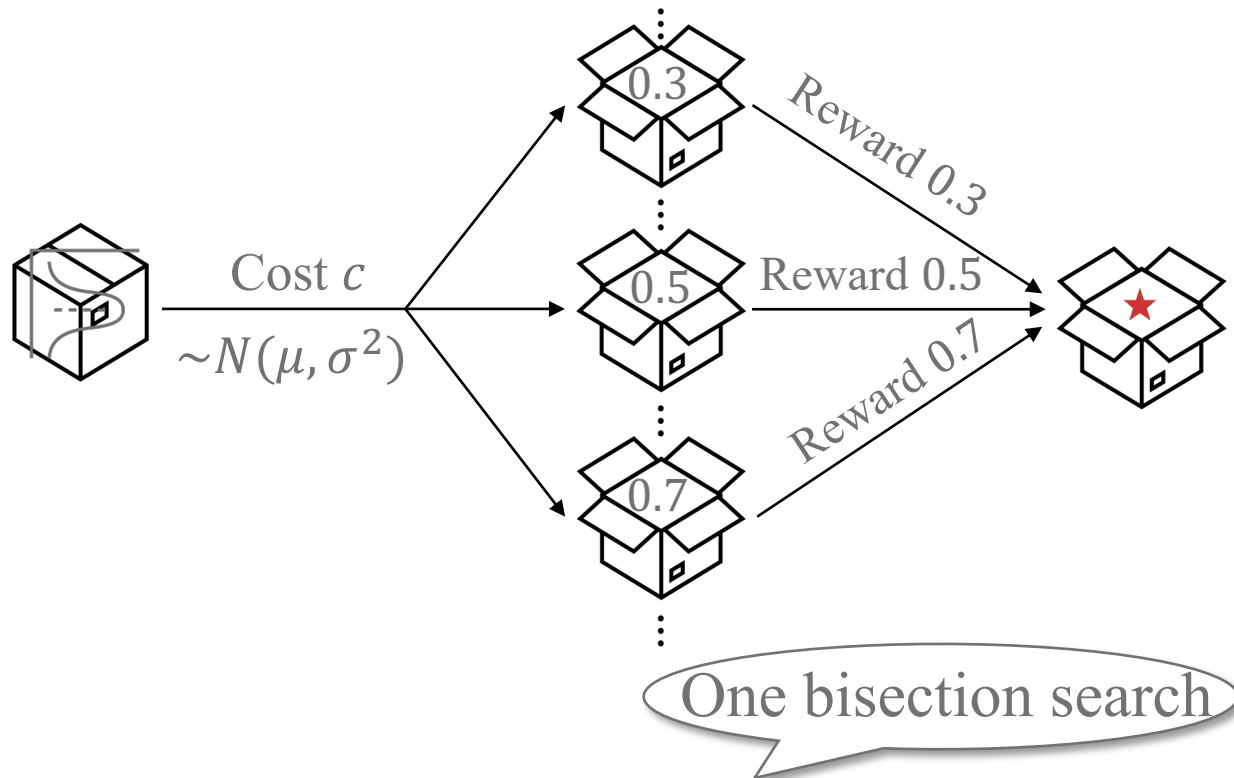 0.3
Reward 0.3
Cost c
~N(μ, σ²)
0.5
Reward 0.5
0.7
Reward 0.7
One bisection search